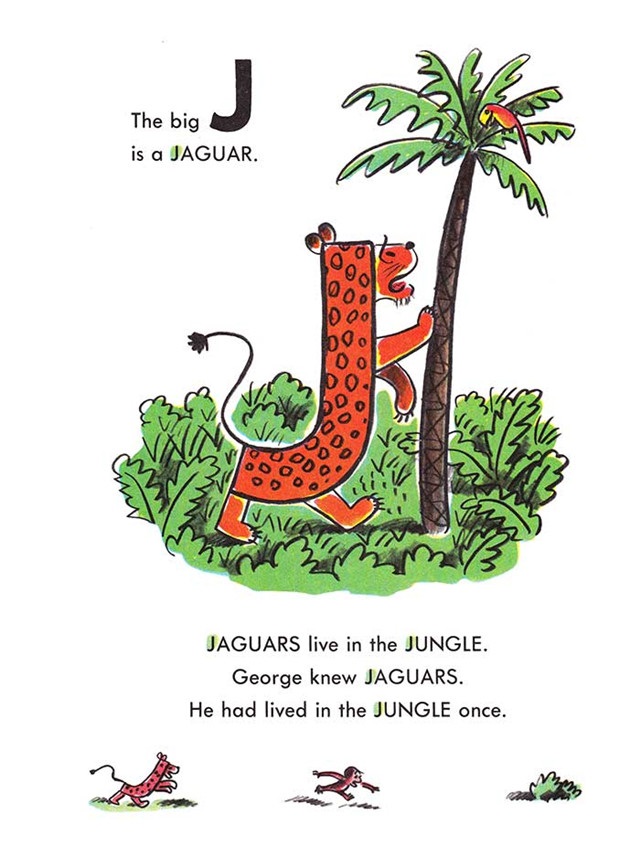 The big J
is a JAGUAR.
JAGUARS live in the JUNGLE.
George knew JAGUARS.
He had lived in the JUNGLE once.